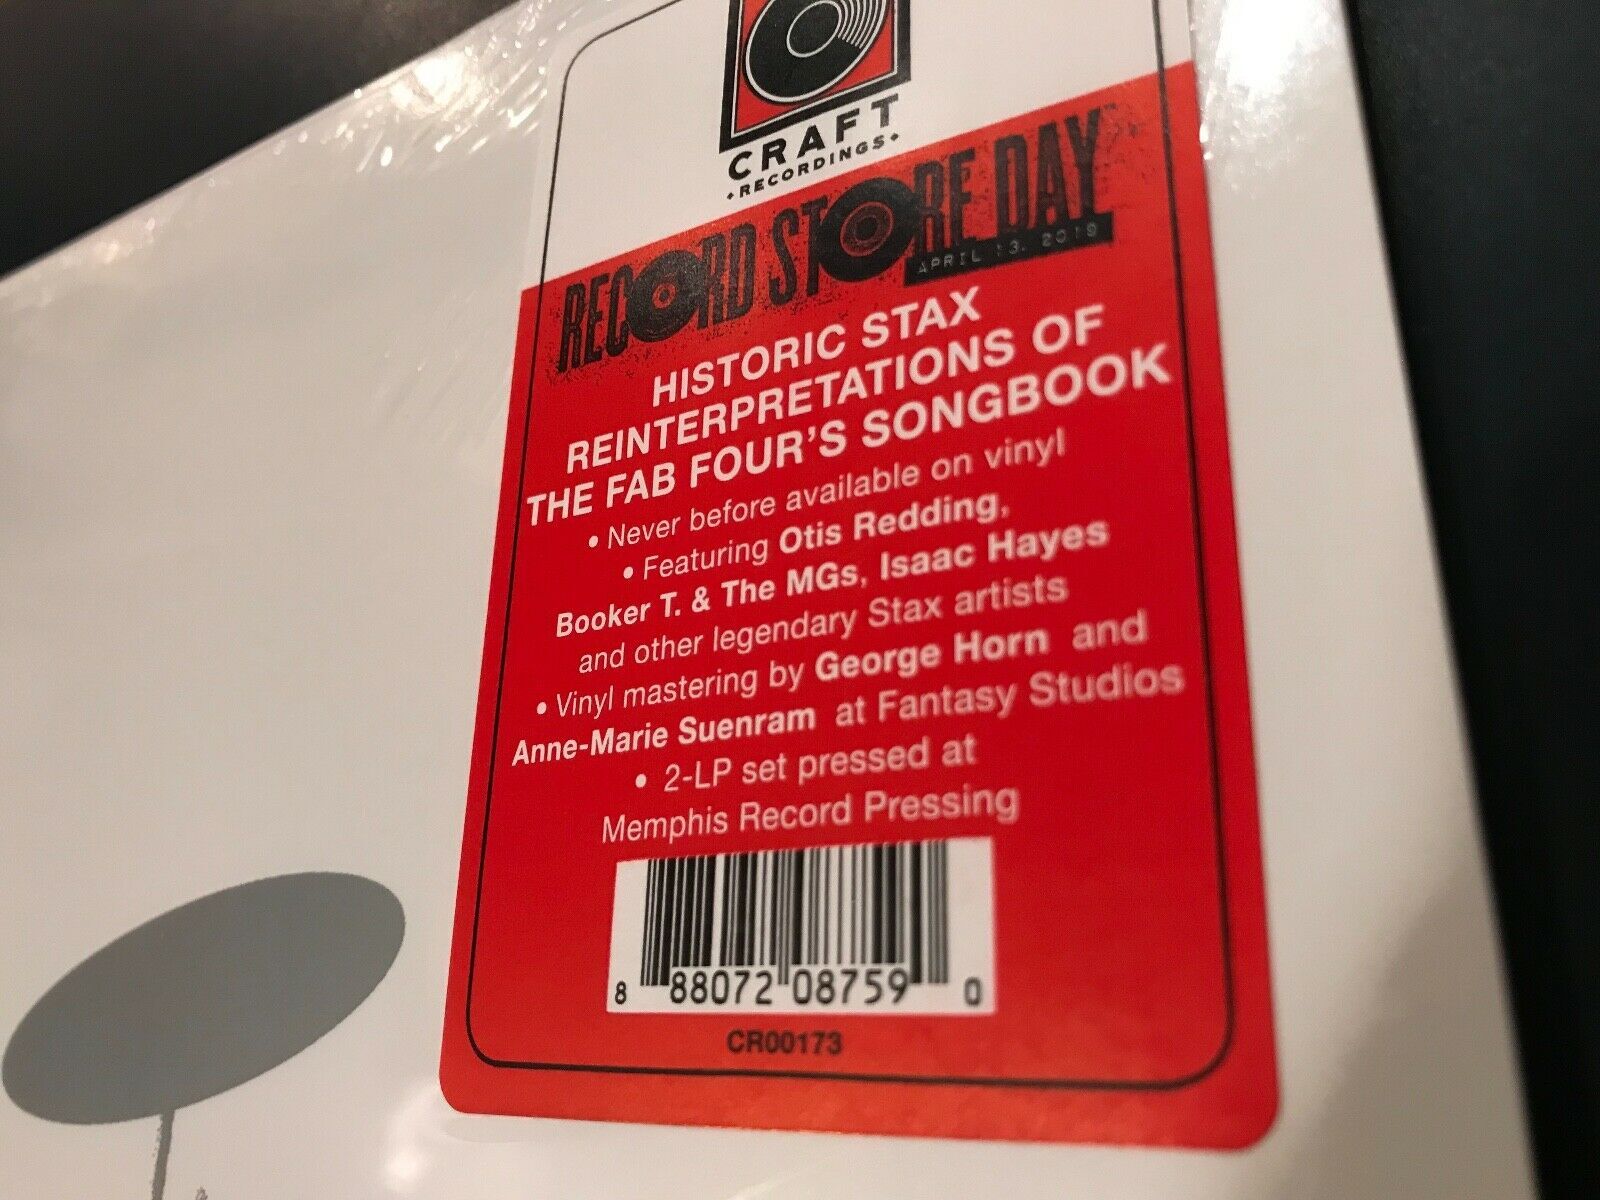 CRAFT
RECORDINGS
RECORD STORE DAY
APRIL 13, 2019
HISTORIC STAX
REINTERPRETATIONS OF
THE FAB FOUR'S SONGBOOK
• Never before available on vinyl
• Featuring Otis Redding,
Booker T. & The MGs, Isaac Hayes
and other legendary Stax artists
• Vinyl mastering by George Horn and
Anne-Marie Suenram at Fantasy Studios
• 2-LP set pressed at
Memphis Record Pressing
8 88072 08759 0
CR00173